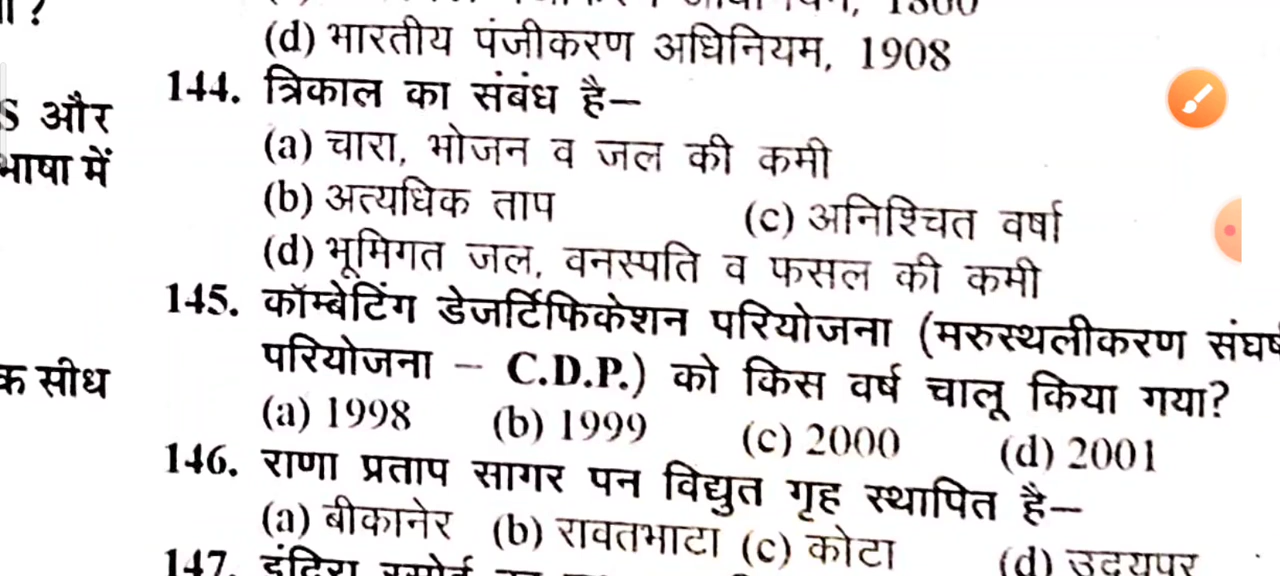 (d) भारतीय पंजीकरण अधिनियम, 1908
144. त्रिकाल का संबंध है–
(a) चारा, भोजन व जल की कमी
(b) अत्यधिक ताप (c) अनिश्चित वर्षा
(d) भूमिगत जल, वनस्पति व फसल की कमी
145. कॉम्बेटिंग डेजर्टिफिकेशन परियोजना (मरुस्थलीकरण संघर्ष
परियोजना – C.D.P.) को किस वर्ष चालू किया गया?
(a) 1998 (b) 1999 (c) 2000 (d) 2001
146. राणा प्रताप सागर पन विद्युत गृह स्थापित है–
(a) बीकानेर (b) रावतभाटा (c) कोटा (d) उदयपुर
147. इंदिरा
S और
भाषा में
क सीध